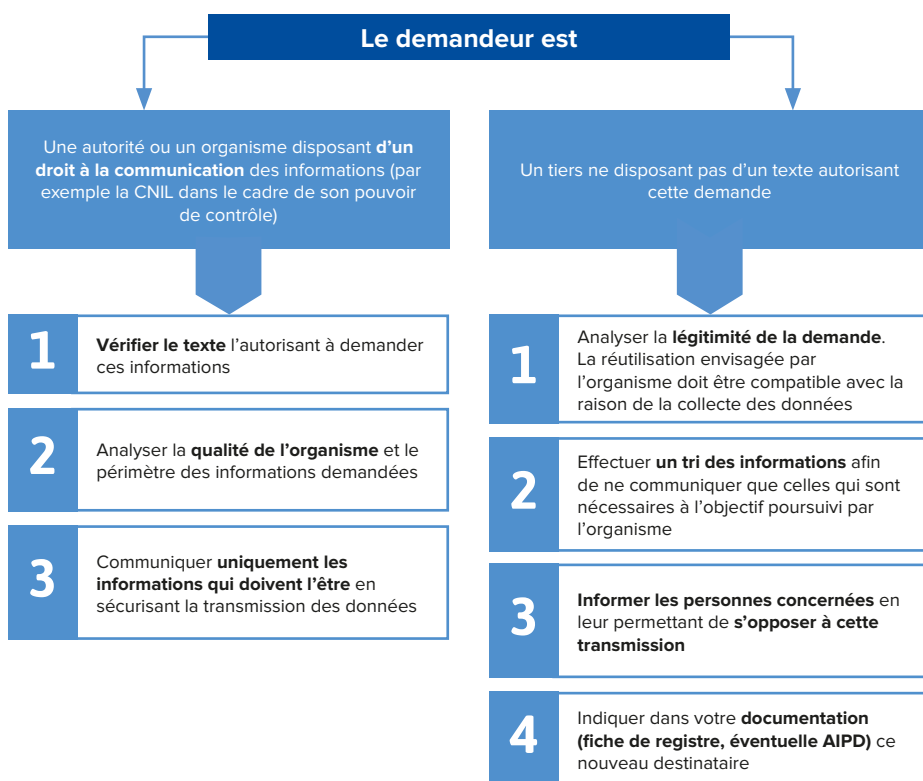 Le demandeur est
Une autorité ou un organisme disposant d'un
droit à la communication des informations (par
exemple la CNIL dans le cadre de son pouvoir
de contrôle)
1
Vérifier le texte l'autorisant à demander
ces informations
2
Analyser la qualité de l'organisme et le
périmètre des informations demandées
3
Communiquer uniquement les
informations qui doivent l'être en
sécurisant la transmission des données
Un tiers ne disposant pas d'un texte autorisant
cette demande
1
Analyser la légitimité de la demande.
La réutilisation envisagée par
l'organisme doit être compatible avec la
raison de la collecte des données
2
Effectuer un tri des informations afin
de ne communiquer que celles qui sont
nécessaires à l'objectif poursuivi par
l'organisme
3
Informer les personnes concernées en
leur permettant de s'opposer à cette
transmission
4
Indiquer dans votre documentation
(fiche de registre, éventuelle AIPD) ce
nouveau destinataire